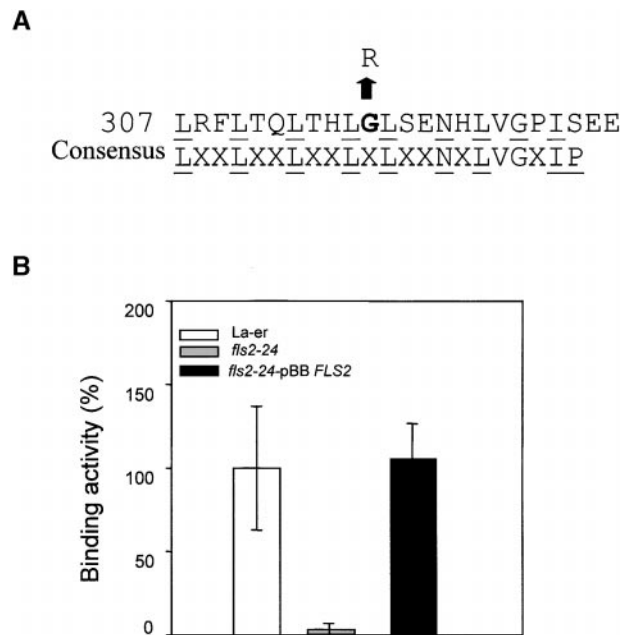 A
R
307 LRFLTQLTHLGLSENHLVGPISEE
Consensus LXXLXXLXXLXLXXNXLVGXIP
B
200
La-er
fls2-24
fls2-24-pBB FLS2
150
100
50
0
Binding activity (%)